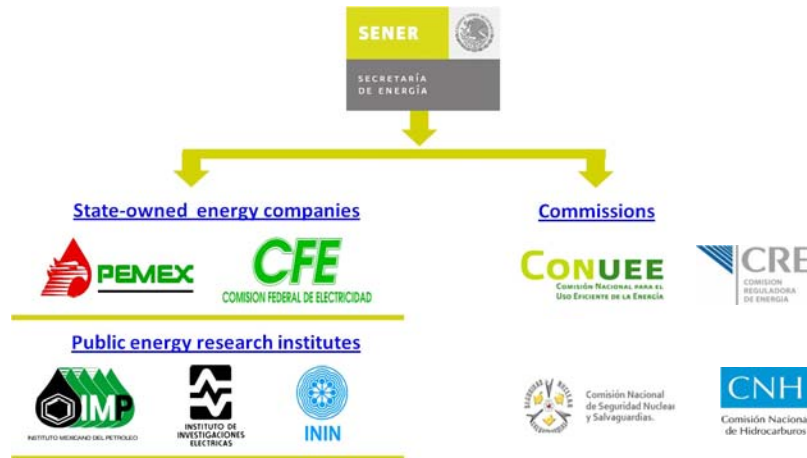 SENER
SECRETARÍA
DE ENERGÍA
State-owned energy companies
Commissions
PEMEX
CFE
COMISION FEDERAL DE ELECTRICIDAD
CONUEE
COMISIÓN NACIONAL PARA EL
USO EFICIENTE DE LA ENERGÍA
CRE
COMISION
REGULADORA
DE ENERGIA
Public energy research institutes
IMP
INSTITUTO MEXICANO DEL PETROLEO
INSTITUTO DE
INVESTIGACIONES
ELECTRICAS
ININ
Comisión Nacional
de Seguridad Nuclear
y Salvaguardias.
CNH
Comisión Nacional
de Hidrocarburos